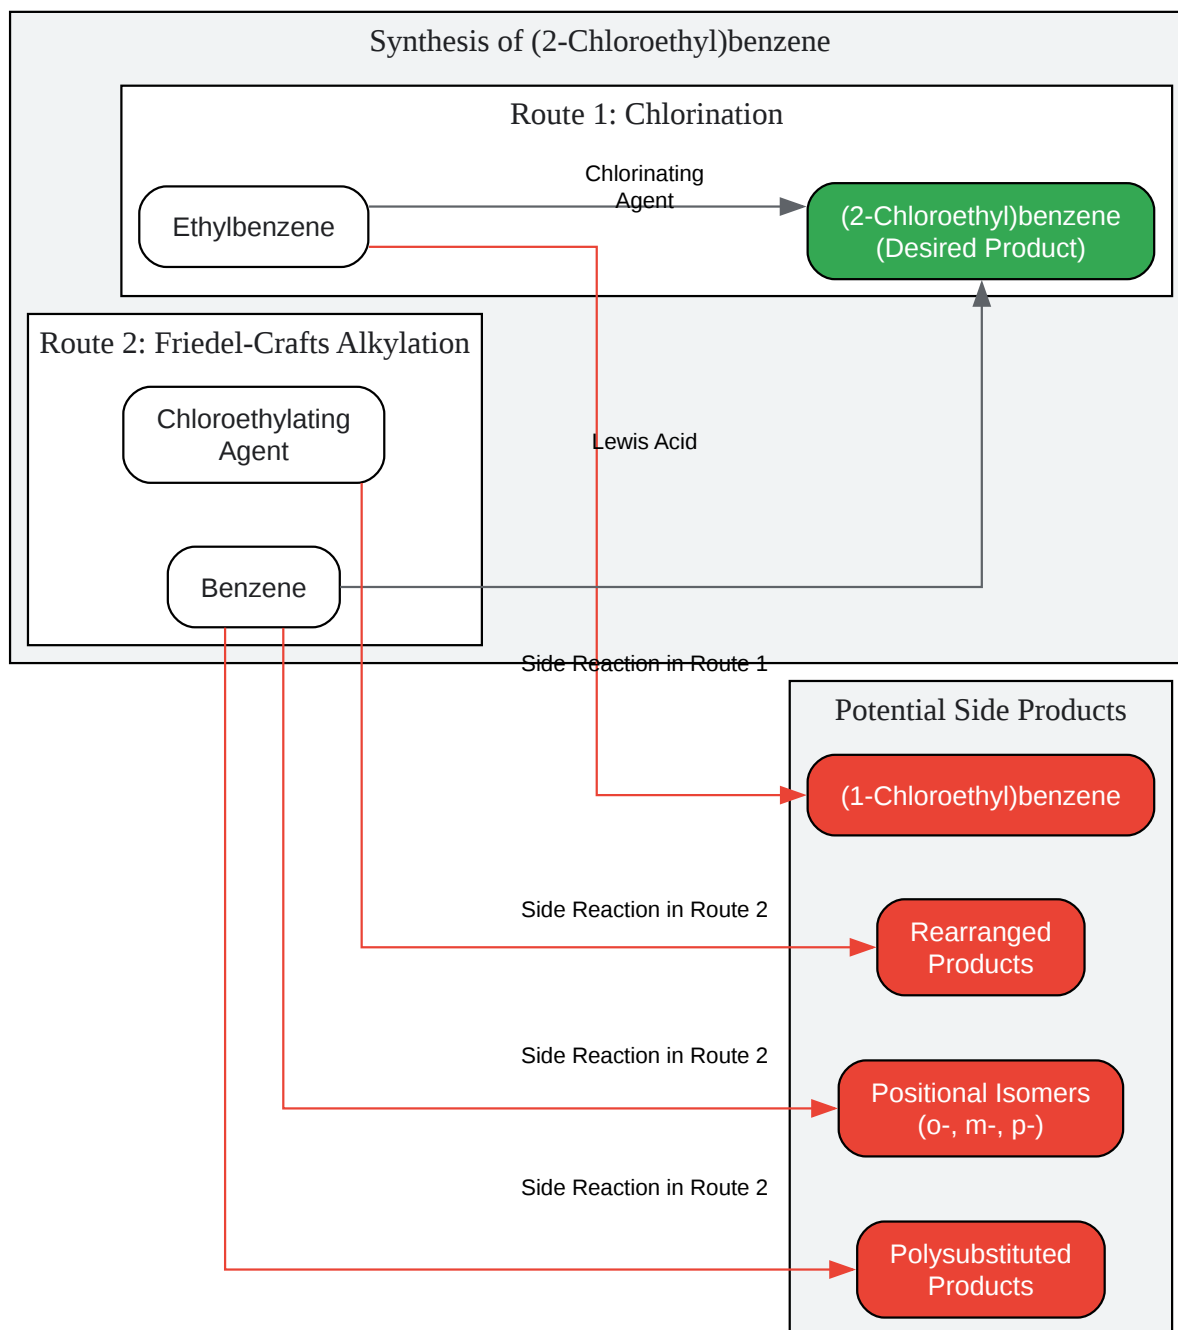 Synthesis of (2-Chloroethyl)benzene
Route 1: Chlorination
Chlorinating
Agent
Ethylbenzene
(2-Chloroethyl)benzene
(Desired Product)
Route 2: Friedel-Crafts Alkylation
Chloroethylating
Agent
Lewis Acid
Benzene
Side Reaction in Route 1
Potential Side Products
(1-Chloroethyl)benzene
Side Reaction in Route 2
Rearranged
Products
Side Reaction in Route 2
Positional Isomers
(o-, m-, p-)
Side Reaction in Route 2
Polysubstituted
Products